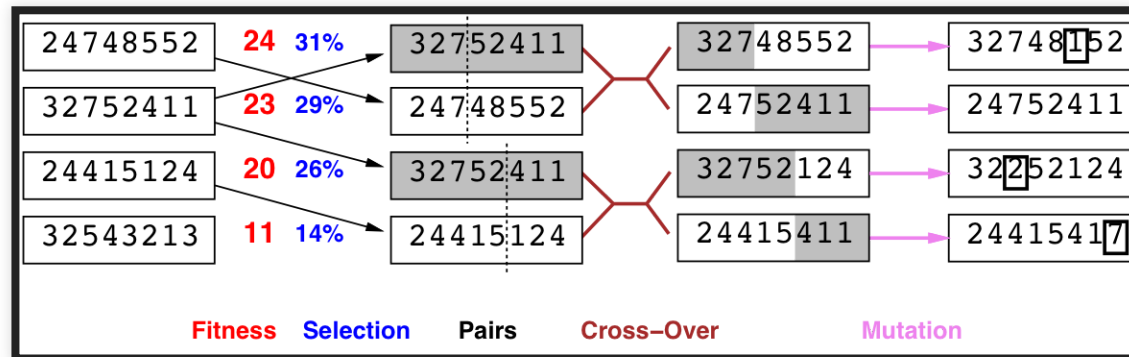 24748552 24 31% 32752411 32748552 32748152
32752411 23 29% 24748552 24752411 24752411
24415124 20 26% 32752411 32752124 32252124
32543213 11 14% 24415124 24415411 24415417
Fitness Selection Pairs Cross–Over Mutation